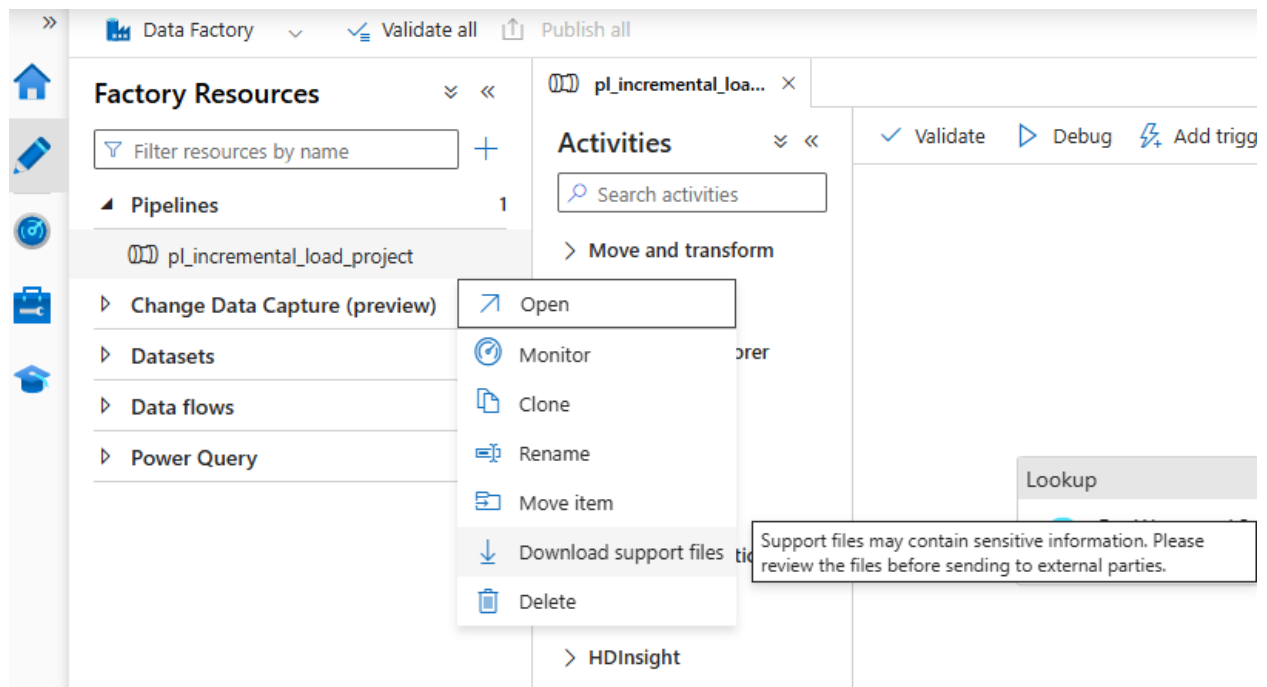 Data Factory
Validate all
Publish all
Factory Resources
Filter resources by name
Pipelines 1
pl_incremental_load_project
Change Data Capture (preview)
Datasets
Data flows
Power Query
Open
Monitor
Clone
Rename
Move item
Download support files
Delete
pl_incremental_loa...
Activities
Search activities
Move and transform
HDInsight
Validate
Debug
Add trigg
Lookup
Support files may contain sensitive information. Please
review the files before sending to external parties.